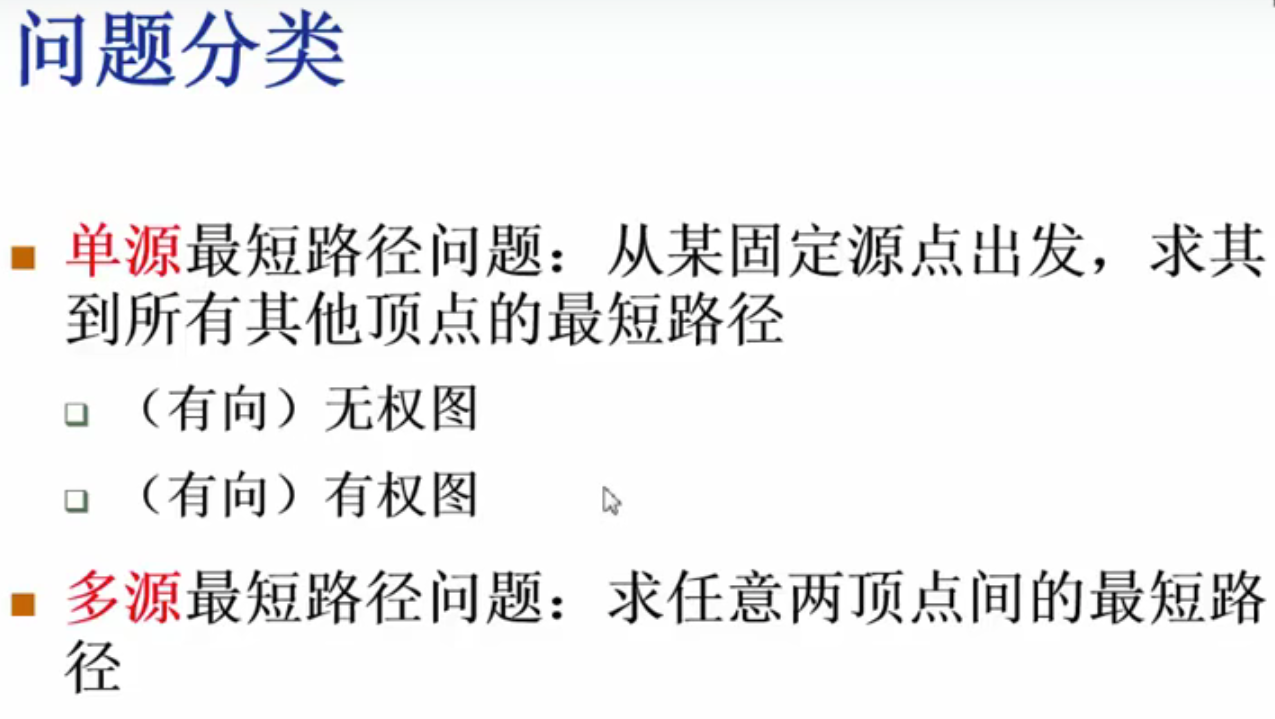 问题分类
单源最短路径问题：从某固定源点出发，求其
到所有其他顶点的最短路径
（有向）无权图
（有向）有权图
多源最短路径问题：求任意两顶点间的最短路
径